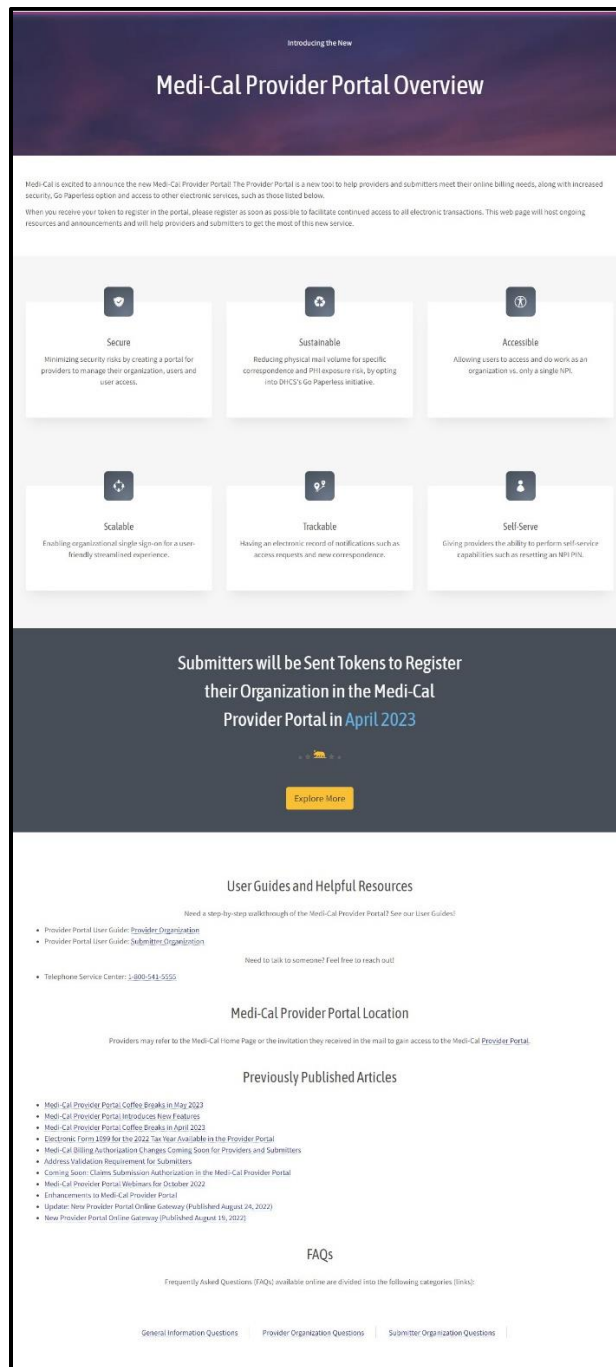 Introducing the New
Medi-Cal Provider Portal Overview
Medi-Cal is excited to announce the new Medi-Cal Provider Portal! The Provider Portal is a new tool to help providers and submitters meet their online billing needs, along with increased
security, Go Paperless option and access to other electronic services, such as those listed below.
When you receive your token to register in the portal, please register as soon as possible to facilitate continued access to all electronic transactions. This web page will host ongoing
resources and announcements and will help providers and submitters to get the most of this new service.
Secure
Minimizing security risks by creating a portal for
providers to manage their organization, users and
user access.
Sustainable
Reducing physical mail volume for specific
correspondence and PHI exposure risk, by opting
into DHCS's Go Paperless initiative.
Accessible
Allowing users to access and do work as an
organization vs. only a single NPI.
Scalable
Enabling organizational single sign-on for a user-
friendly streamlined experience.
Trackable
Having an electronic record of notifications such as
access requests and new correspondence.
Self-Serve
Giving providers the ability to perform self-service
capabilities such as resetting an NPI PIN.
Submitters will be Sent Tokens to Register
their Organization in the Medi-Cal
Provider Portal in April 2023
Explore More
User Guides and Helpful Resources
Need a step-by-step walkthrough of the Medi-Cal Provider Portal? See our User Guides!
• Provider Portal User Guide: Provider Organization
• Provider Portal User Guide: Submitter Organization
Need to talk to someone? Feel free to reach out!
• Telephone Service Center: 1-800-541-5555
Medi-Cal Provider Portal Location
Providers may refer to the Medi-Cal Home Page or the invitation they received in the mail to gain access to the Medi-Cal Provider Portal.
Previously Published Articles
• Medi-Cal Provider Portal Coffee Breaks in May 2023
• Medi-Cal Provider Portal Introduces New Features
• Medi-Cal Provider Portal Coffee Breaks in April 2023
• Electronic Form 1099 for the 2022 Tax Year Available in the Provider Portal
• Medi-Cal Billing Authorization Changes Coming Soon for Providers and Submitters
• Address Validation Requirement for Submitters
• Coming Soon: Claims Submission Authorization in the Medi-Cal Provider Portal
• Medi-Cal Provider Portal Webinars for October 2022
• Enhancements to Medi-Cal Provider Portal
• Update: New Provider Portal Online Gateway (Published August 24, 2022)
• New Provider Portal Online Gateway (Published August 19, 2022)
FAQs
Frequently Asked Questions (FAQs) available online are divided into the following categories (links):
General Information Questions
Provider Organization Questions
Submitter Organization Questions